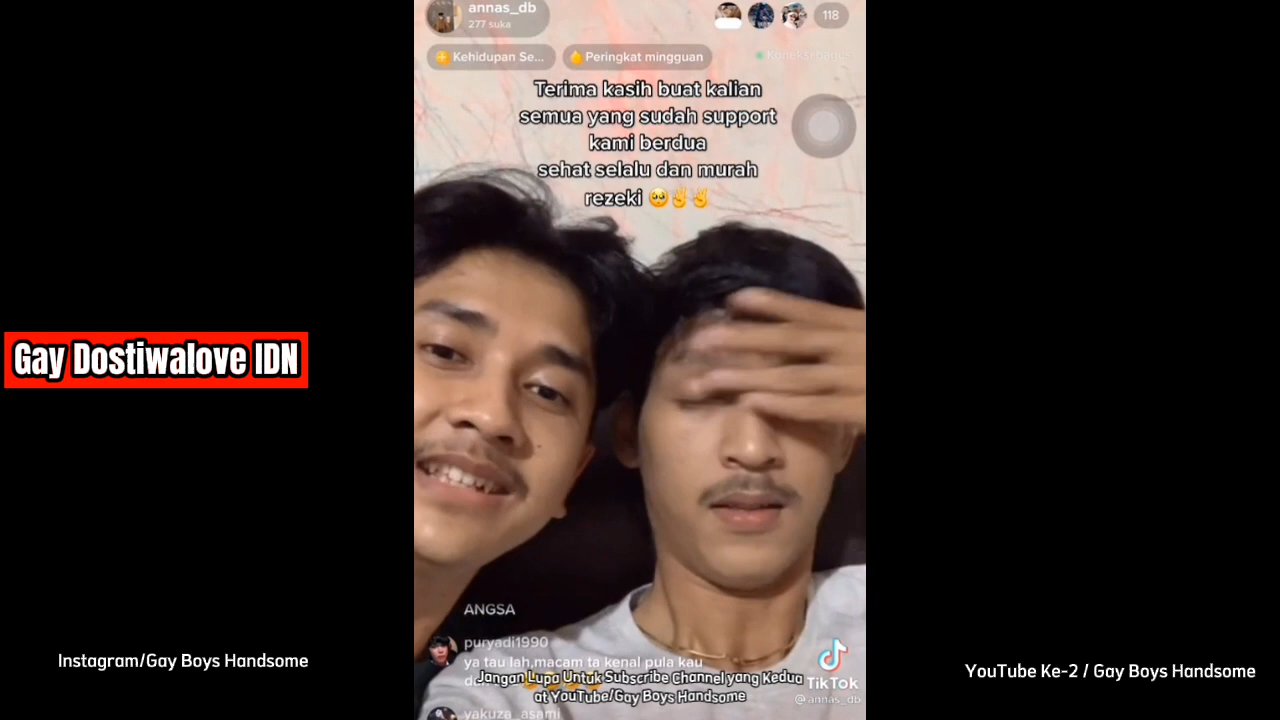 annas_db
277 suka
118
Kehidupan Se...
Peringkat mingguan
Terima kasih buat kalian
semua yang sudah support
kami berdua
sehat selalu dan murah
rezeki 🥺✌️✌️
Gay Dostiwalove IDN
ANGSA
puryadi1990
ya tau lah,macam ta kenal pula kau
Jangan Lupa Untuk Subscribe Channel yang Kedua
at YouTube/Gay Boys Handsome
yakuza_asami
TikTok
@annas_db
Instagram/Gay Boys Handsome
YouTube Ke-2 / Gay Boys Handsome